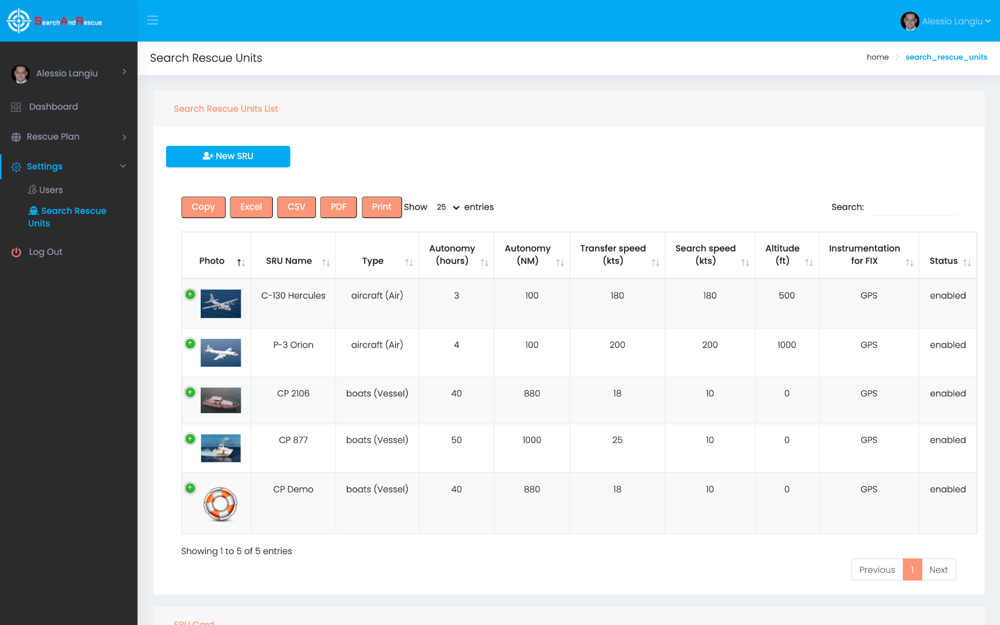 SearchAndRescue
Alessio Langiu
Search Rescue Units
home
search_rescue_units
Alessio Langiu
Dashboard
Rescue Plan
Settings
Users
Search Rescue
Units
Log Out
Search Rescue Units List
New SRU
Copy Excel CSV PDF Print Show 25 entries
Search:
Photo SRU Name Type Autonomy (hours) Autonomy (NM) Transfer speed (kts) Search speed (kts) Altitude (ft) Instrumentation for FIX Status
C-130 Hercules aircraft (Air) 3 100 180 180 500 GPS enabled
P-3 Orion aircraft (Air) 4 100 200 200 1000 GPS enabled
CP 2106 boats (Vessel) 40 880 18 10 0 GPS enabled
CP 877 boats (Vessel) 50 1000 25 10 0 GPS enabled
CP Demo boats (Vessel) 40 880 18 10 0 GPS enabled
Showing 1 to 5 of 5 entries
Previous 1 Next
SRU Card